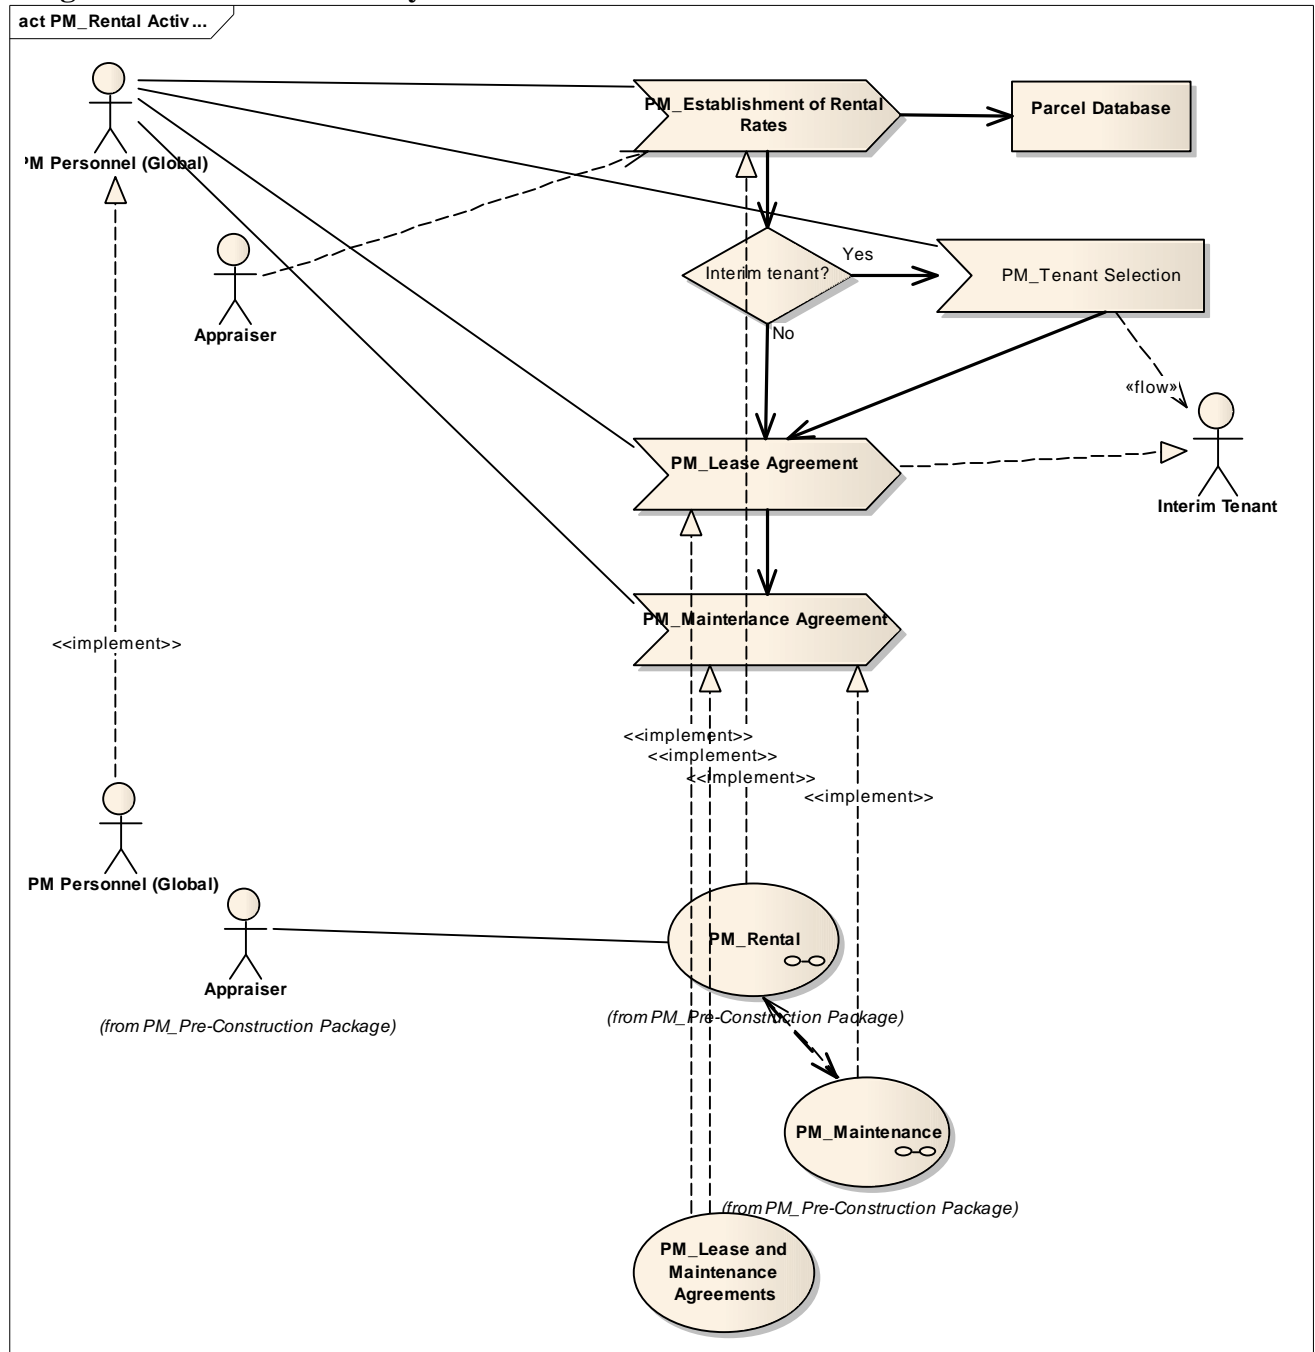 act PM_Rental Activ...
PM_Establishment of Rental
Rates
Parcel Database
PM Personnel (Global)
Appraiser
Interim tenant?
Yes
PM_Tenant Selection
No
«flow»
PM_Lease Agreement
Interim Tenant
PM_Maintenance Agreement
<<implement>>
<<implement>>
<<implement>>
<<implement>>
<<implement>>
PM Personnel (Global)
Appraiser
(from PM_Pre-Construction Package)
PM_Rental
(from PM_Pre-Construction Package)
PM_Maintenance
(from PM_Pre-Construction Package)
PM_Lease and
Maintenance
Agreements